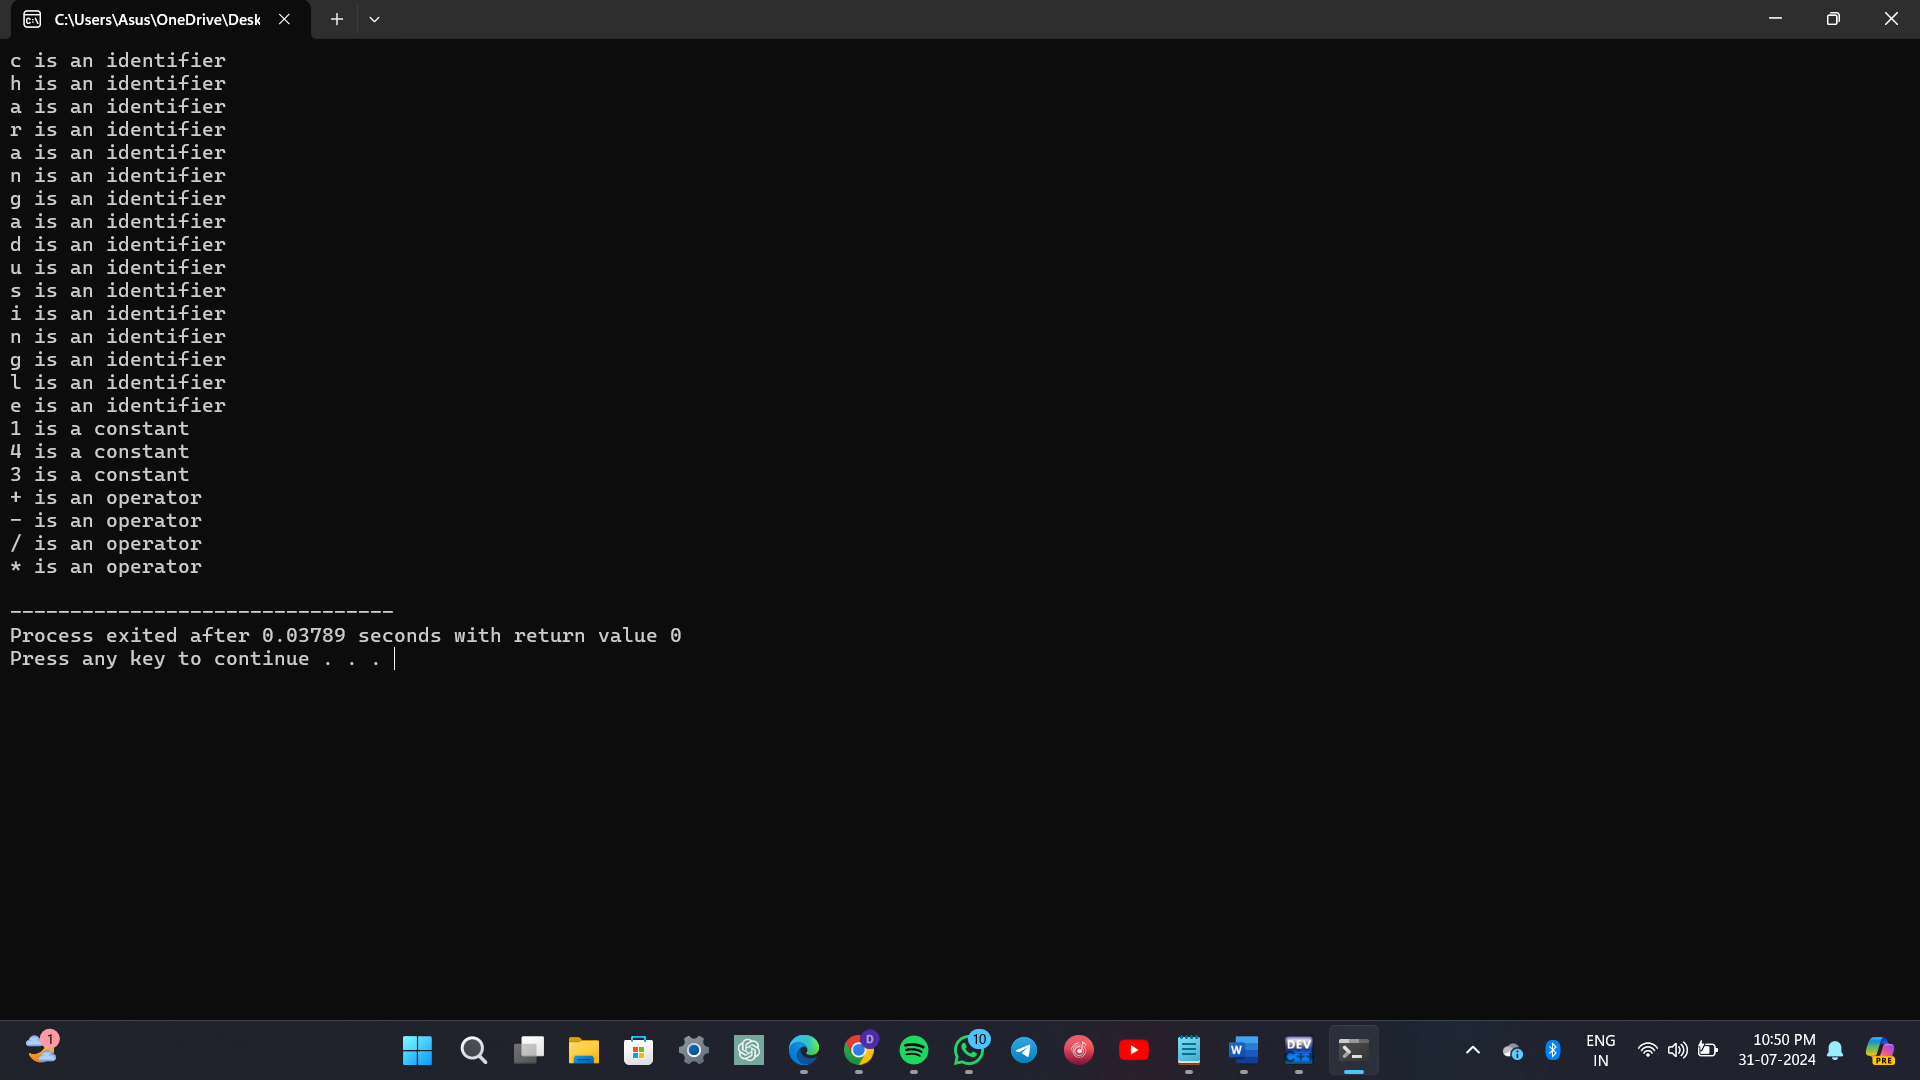 C:\Users\Asus\OneDrive\Desk
c is an identifier
h is an identifier
a is an identifier
r is an identifier
a is an identifier
n is an identifier
g is an identifier
a is an identifier
d is an identifier
u is an identifier
s is an identifier
i is an identifier
n is an identifier
g is an identifier
l is an identifier
e is an identifier
1 is a constant
4 is a constant
3 is a constant
+ is an operator
- is an operator
/ is an operator
* is an operator
--------------------------------
Process exited after 0.03789 seconds with return value 0
Press any key to continue . . .
1
D
10
W
DEV
C++
ENG
IN
10:50 PM
31-07-2024
PRE